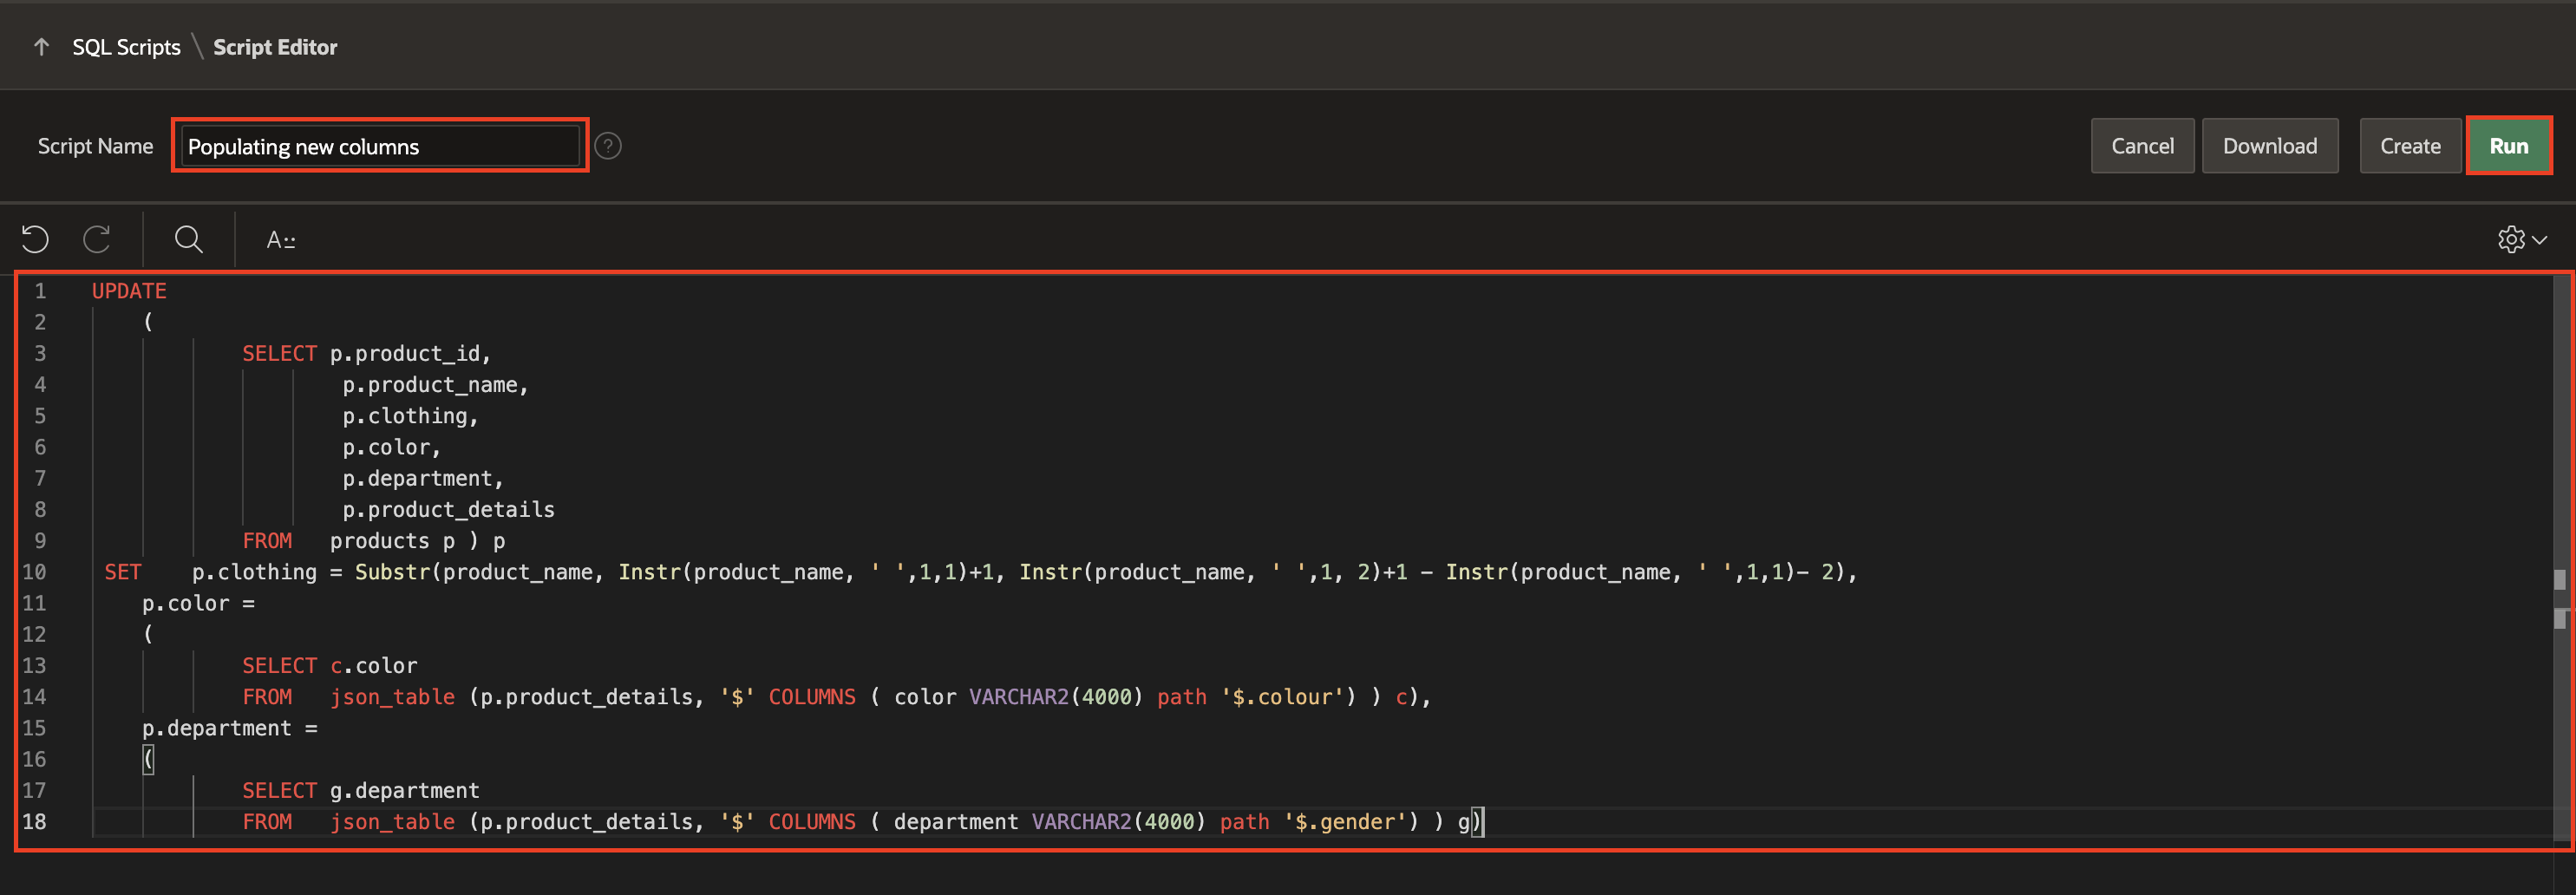 SQL Scripts \ Script Editor
Script Name Populating new columns ? Cancel Download Create Run
A
1 UPDATE
2 (
3 SELECT p.product_id,
4 p.product_name,
5 p.clothing,
6 p.color,
7 p.department,
8 p.product_details
9 FROM products p ) p
10 SET p.clothing = Substr(product_name, Instr(product_name, ' ',1,1)+1, Instr(product_name, ' ',1, 2)+1 - Instr(product_name, ' ',1,1)- 2),
11 p.color =
12 (
13 SELECT c.color
14 FROM json_table (p.product_details, '$' COLUMNS ( color VARCHAR2(4000) path '$.colour') ) c),
15 p.department =
16 (
17 SELECT g.department
18 FROM json_table (p.product_details, '$' COLUMNS ( department VARCHAR2(4000) path '$.gender') ) g)